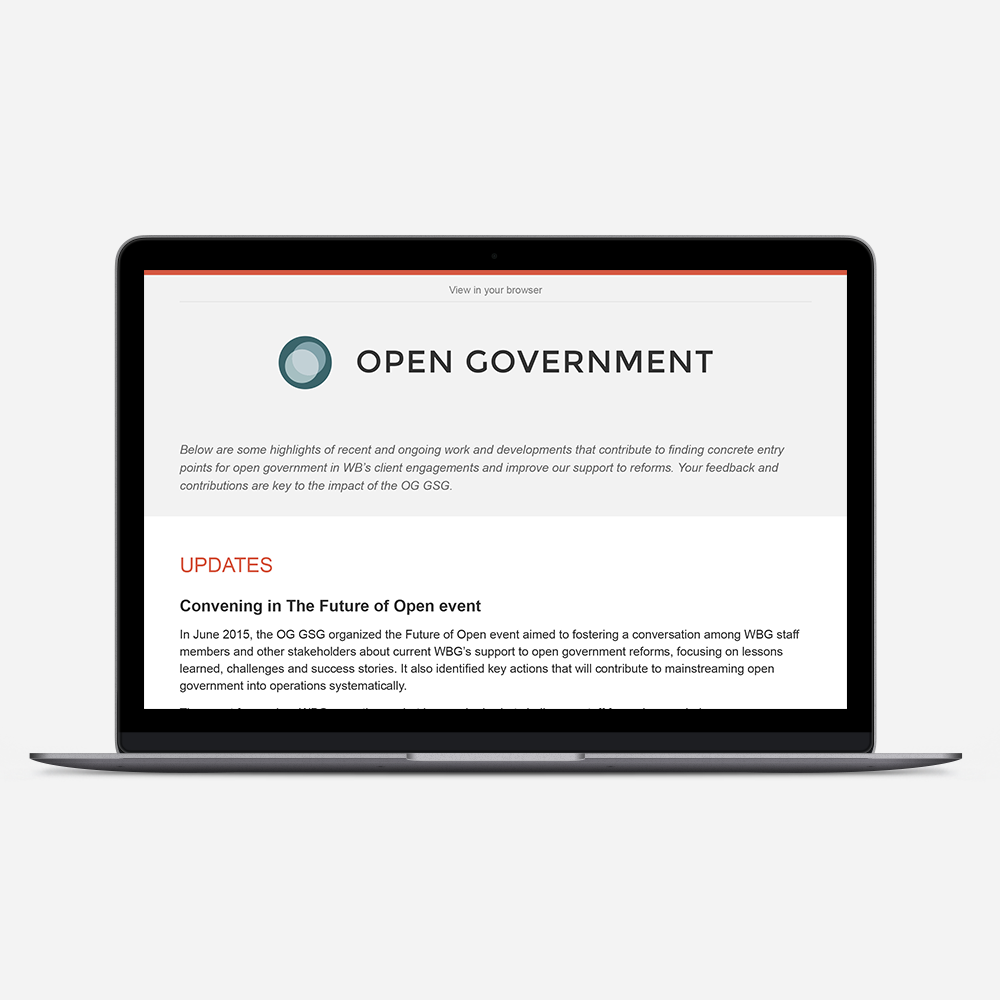 View in your browser
OPEN GOVERNMENT
Below are some highlights of recent and ongoing work and developments that contribute to finding concrete entry
points for open government in WB's client engagements and improve our support to reforms. Your feedback and
contributions are key to the impact of the OG GSG.
UPDATES
Convening in The Future of Open event
In June 2015, the OG GSG organized the Future of Open event aimed to fostering a conversation among WBG staff
members and other stakeholders about current WBG's support to open government reforms, focusing on lessons
learned, challenges and success stories. It also identified key actions that will contribute to mainstreaming open
government into operations systematically.